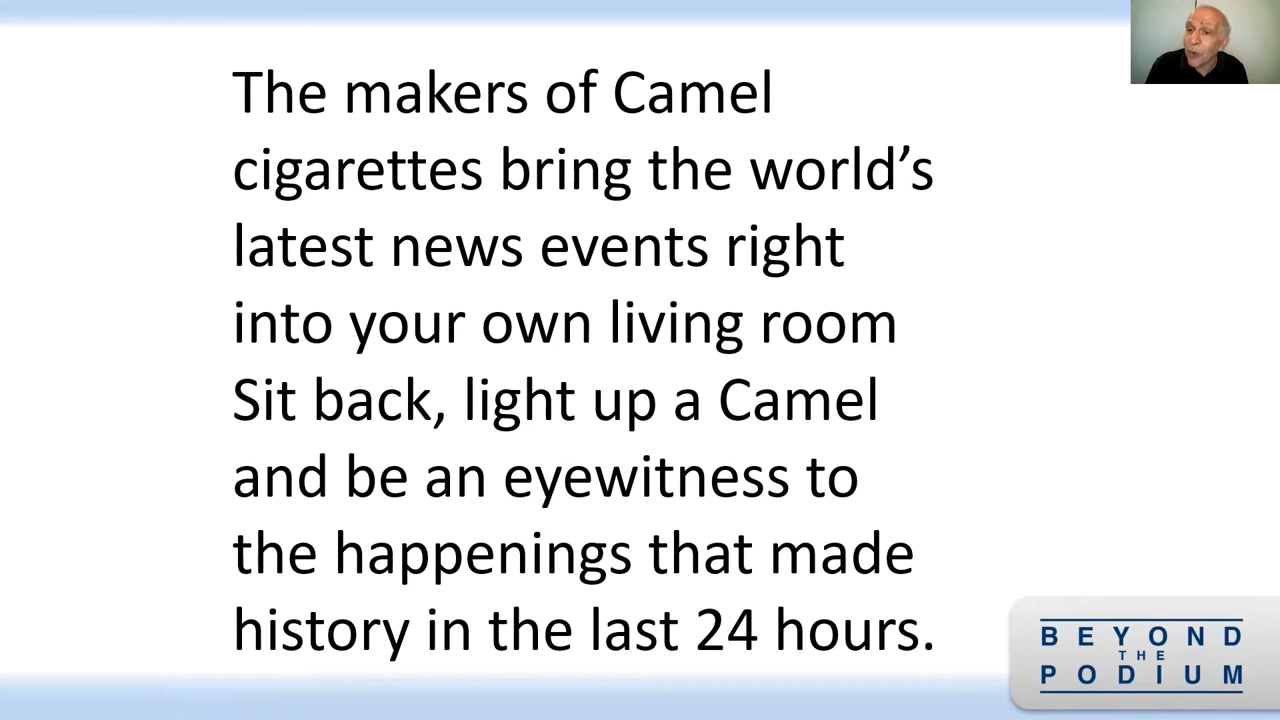 The makers of Camel
cigarettes bring the world’s
latest news events right
into your own living room
Sit back, light up a Camel
and be an eyewitness to
the happenings that made
history in the last 24 hours.
BEYOND
THE
PODIUM